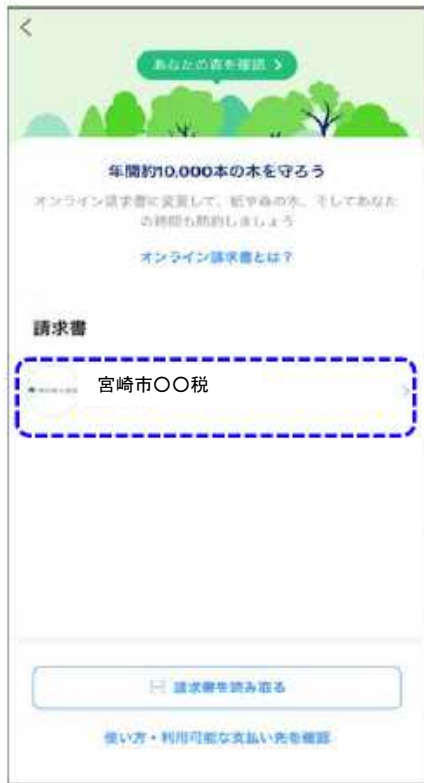 あなたの森を確認 >
年間約10,000本の木を守ろう
オンライン請求書に変更して、紙や森の木、そしてあなた
の時間も節約しましょう
オンライン請求書とは？
請求書
宮崎市〇〇税
請求書を読み取る
使い方・利用可能な支払い先を確認